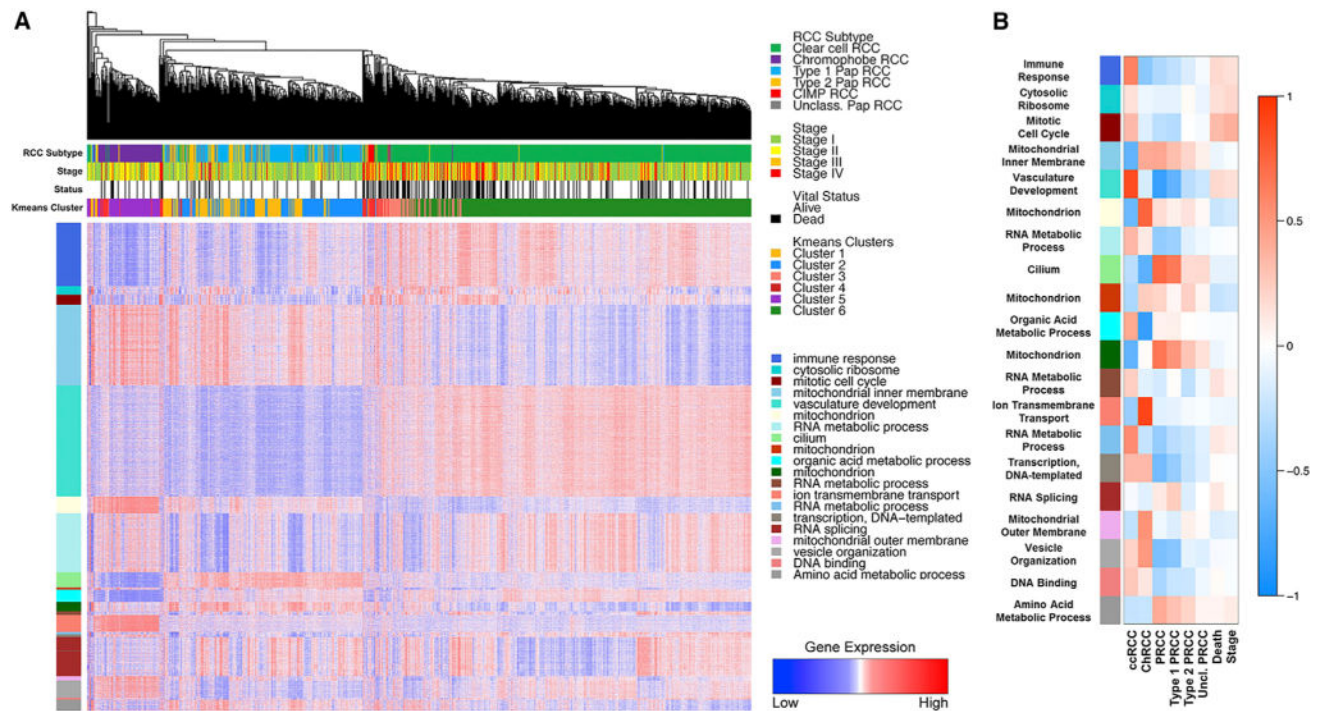 A
RCC Subtype
Stage
Status
Kmeans Cluster
RCC Subtype
Clear cell RCC
Chromophobe RCC
Type 1 Pap RCC
Type 2 Pap RCC
CIMP RCC
Unclass. Pap RCC
Stage
Stage I
Stage II
Stage III
Stage IV
Vital Status
Alive
Dead
Kmeans Clusters
Cluster 1
Cluster 2
Cluster 3
Cluster 4
Cluster 5
Cluster 6
immune response
cytosolic ribosome
mitotic cell cycle
mitochondrial inner membrane
vasculature development
mitochondrion
RNA metabolic process
cilium
mitochondrion
organic acid metabolic process
mitochondrion
RNA metabolic process
ion transmembrane transport
RNA metabolic process
transcription, DNA−templated
RNA splicing
mitochondrial outer membrane
vesicle organization
DNA binding
Amino acid metabolic process
Gene Expression
Low High
B
Immune
Response
Cytosolic
Ribosome
Mitotic
Cell Cycle
Mitochondrial
Inner Membrane
Vasculature
Development
Mitochondrion
RNA Metabolic
Process
Cilium
Mitochondrion
Organic Acid
Metabolic Process
Mitochondrion
RNA Metabolic
Process
Ion Transmembrane
Transport
RNA Metabolic
Process
Transcription,
DNA-templated
RNA Splicing
Mitochondrial
Outer Membrane
Vesicle
Organization
DNA Binding
Amino Acid
Metabolic Process
ccRCC
ChRCC
PRCC
Type 1 PRCC
Type 2 PRCC
Uncl. PRCC
Death
Stage
1
0.5
0
−0.5
−1